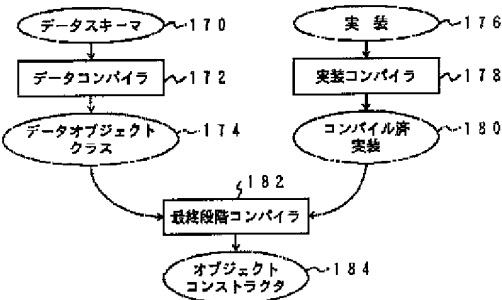 データスキーマ
170
実装
176
データコンパイラ
172
実装コンパイラ
178
データオブジェクト
クラス
174
コンパイル済
実装
180
182
最終段階コンパイラ
オブジェクト
コンストラクタ
184